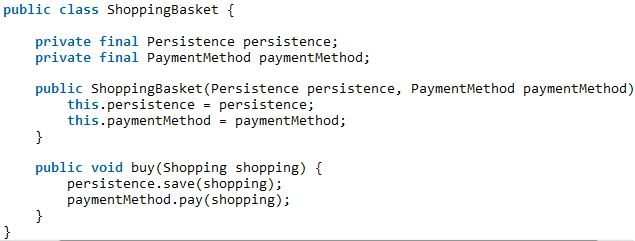 public class ShoppingBasket {
private final Persistence persistence;
private final PaymentMethod paymentMethod;
public ShoppingBasket(Persistence persistence, PaymentMethod paymentMethod)
this.persistence = persistence;
this.paymentMethod = paymentMethod;
}
public void buy(Shopping shopping) {
persistence.save(shopping);
paymentMethod.pay(shopping);
}
}